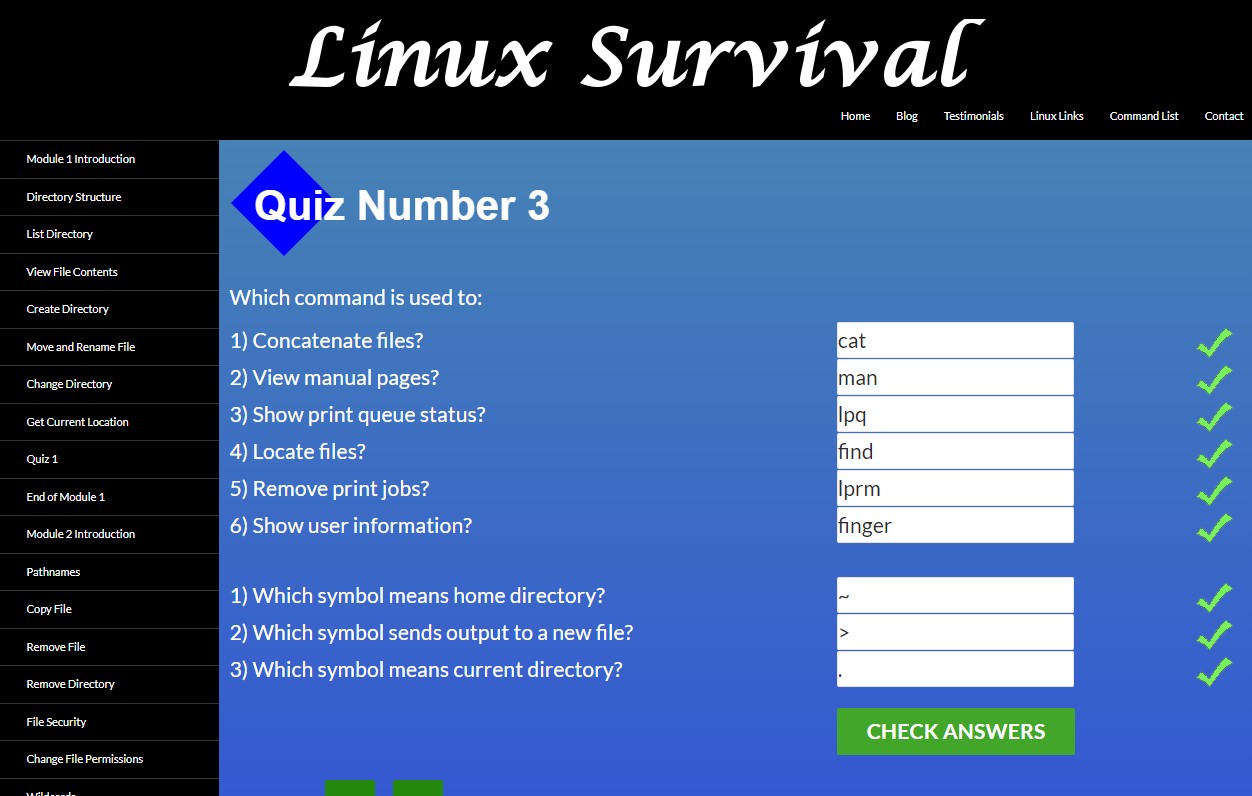 Linux Survival
Home Blog Testimonials Linux Links Command List Contact
Module 1 Introduction
Directory Structure
List Directory
View File Contents
Create Directory
Move and Rename File
Change Directory
Get Current Location
Quiz 1
End of Module 1
Module 2 Introduction
Pathnames
Copy File
Remove File
Remove Directory
File Security
Change File Permissions
Wildcards
Quiz Number 3
Which command is used to:
1) Concatenate files? cat
2) View manual pages? man
3) Show print queue status? lpq
4) Locate files? find
5) Remove print jobs? lprm
6) Show user information? finger
1) Which symbol means home directory? ~
2) Which symbol sends output to a new file? >
3) Which symbol means current directory? .
CHECK ANSWERS